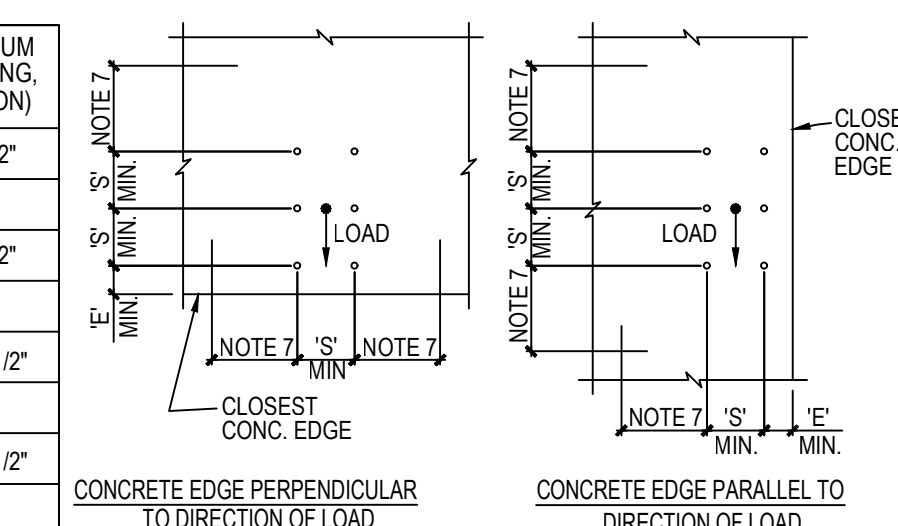 NOTE 7
'S'
MIN.
'S'
MIN.
'E'
MIN.
LOAD
NOTE 7
'S'
MIN
NOTE 7
CLOSEST
CONC. EDGE
CONCRETE EDGE PERPENDICULAR
TO DIRECTION OF LOAD
NOTE 7
'S'
MIN.
'S'
MIN.
NOTE 7
LOAD
CONC.
EDGE
NOTE 7
'S'
MIN.
'E'
MIN.
CONCRETE EDGE PARALLEL TO
DIRECTION OF LOAD